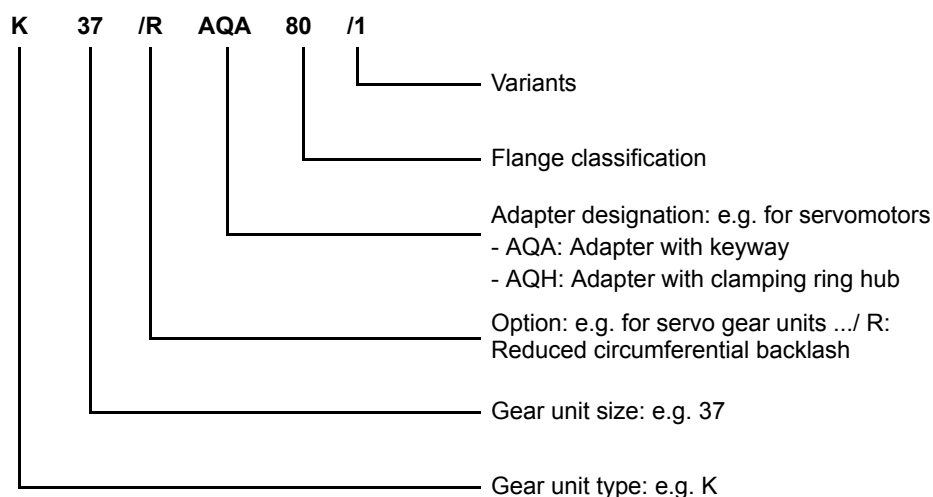 K 37 /R AQA 80 /1
Variants
Flange classification
Adapter designation: e.g. for servomotors
- AQA: Adapter with keyway
- AQH: Adapter with clamping ring hub
Option: e.g. for servo gear units .../ R:
Reduced circumferential backlash
Gear unit size: e.g. 37
Gear unit type: e.g. K